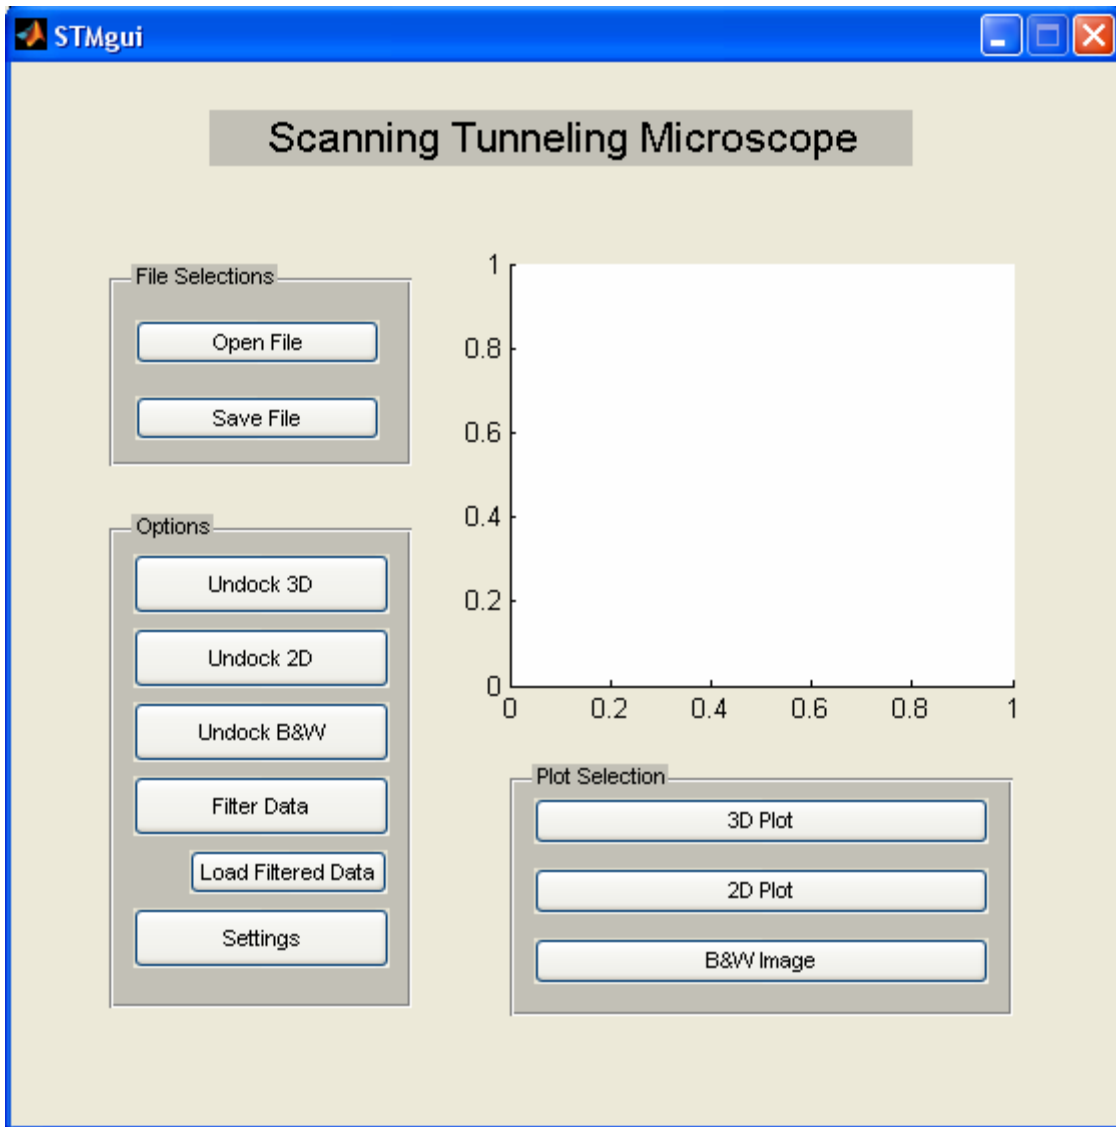 STMgui
Scanning Tunneling Microscope
File Selections
Open File
Save File
Options
Undock 3D
Undock 2D
Undock B&W
Filter Data
Load Filtered Data
Settings
1
0.8
0.6
0.4
0.2
0
0 0.2 0.4 0.6 0.8 1
Plot Selection
3D Plot
2D Plot
B&W Image